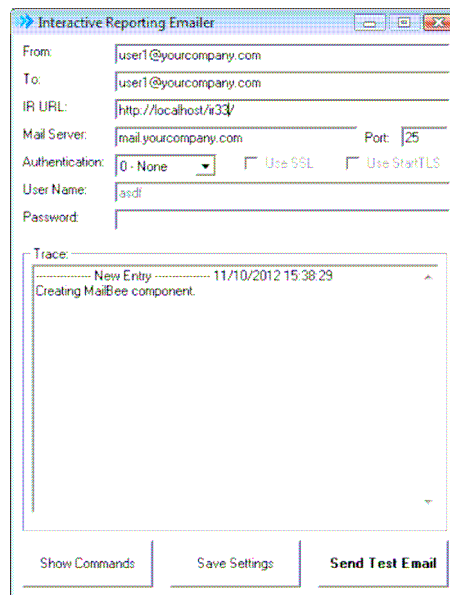 Interactive Reporting Emailer
From: user1@yourcompany.com
To: user1@yourcompany.com
IR URL: http://localhost/ir33/
Mail Server: mail.yourcompany.com Port: 25
Authentication: 0 - None Use SSL Use StartTLS
User Name: asdf
Password:
Trace:
------------ New Entry ------------ 11/10/2012 15:38:29
Creating MailBee component.
Show Commands Save Settings Send Test Email